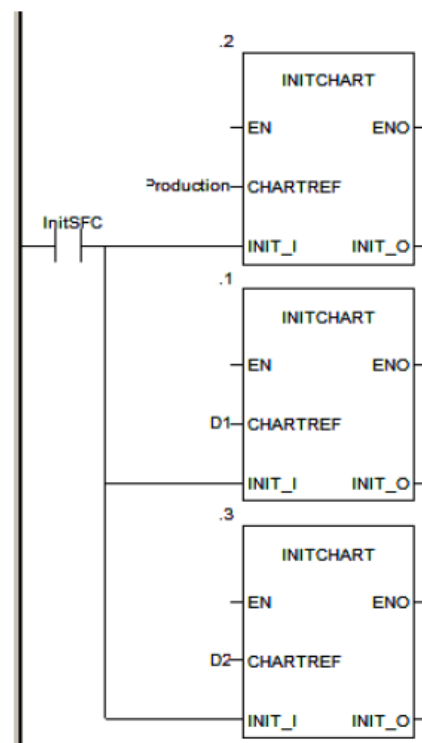 .2
INITCHART
EN ENO
Production CHARTREF
InitSFC
INIT_I INIT_O
.1
INITCHART
EN ENO
D1 CHARTREF
INIT_I INIT_O
.3
INITCHART
EN ENO
D2 CHARTREF
INIT_I INIT_O